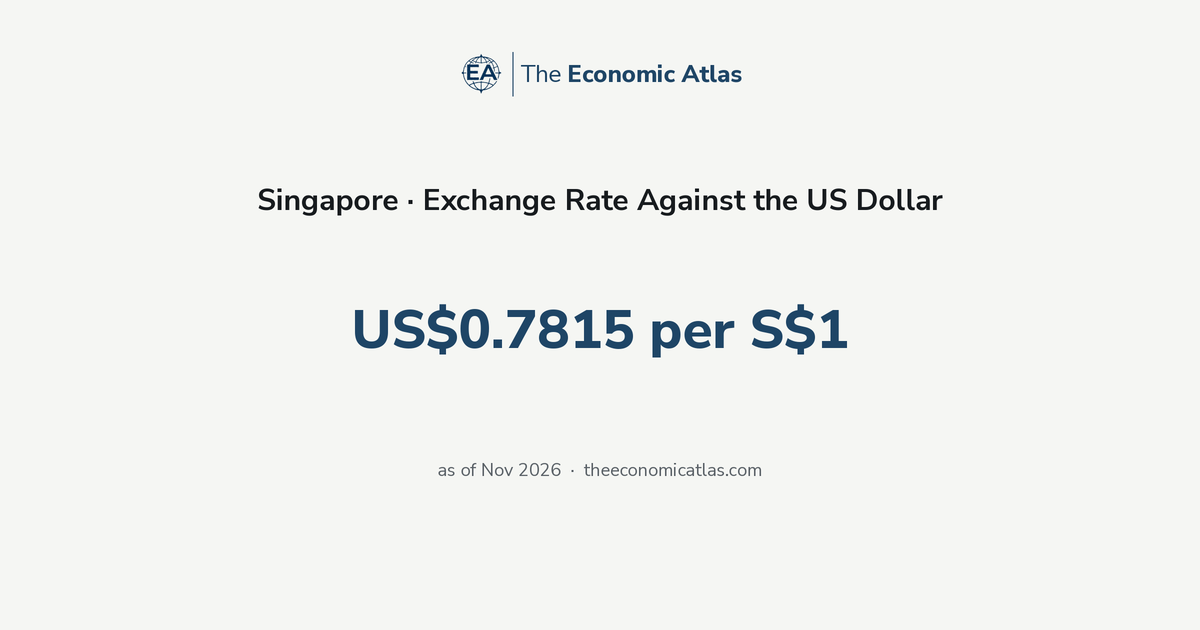 EA The Economic Atlas
Singapore · Exchange Rate Against the US Dollar
US$0.7815 per S$1
as of Nov 2026 · theeconomicatlas.com